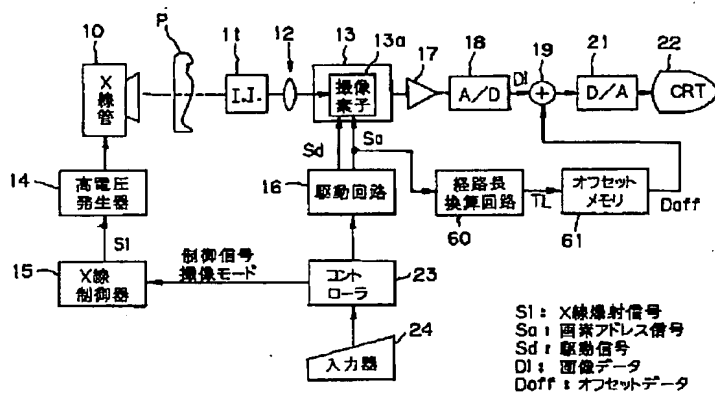 10
P
11
12
13
13a
17
18
19
21
22
X線管
I.I.
撮像素子
A/D
DI
D/A
CRT
Sd
Sa
14
高電圧発生器
16
駆動回路
経路長換算回路
60
TL
オフセットメモリ
61
Doff
SI
15
X線制御器
制御信号
撮像モード
コントローラ
23
24
入力器
SI: X線爆射信号
Sa: 画素アドレス信号
Sd: 駆動信号
DI: 画像データ
Doff: オフセットデータ